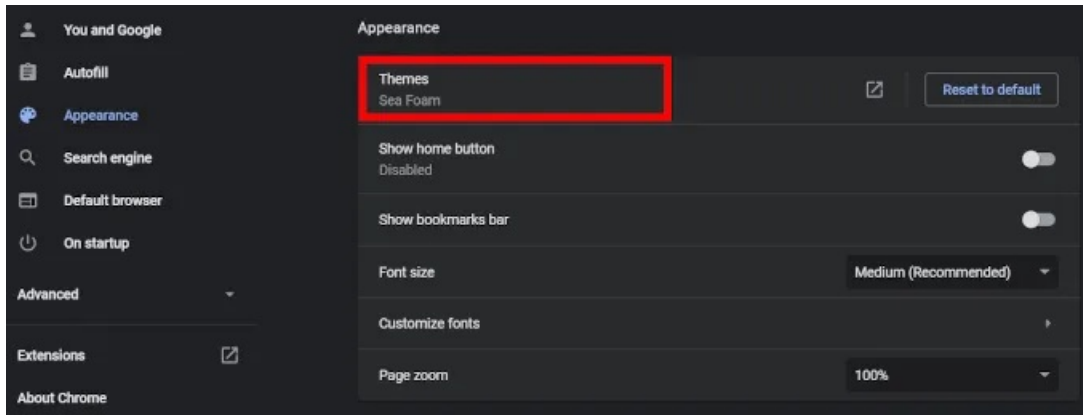 You and Google
Autofill
Appearance
Search engine
Default browser
On startup
Advanced
Extensions
About Chrome
Appearance
Themes
Sea Foam
Reset to default
Show home button
Disabled
Show bookmarks bar
Font size
Medium (Recommended)
Customize fonts
Page zoom
100%